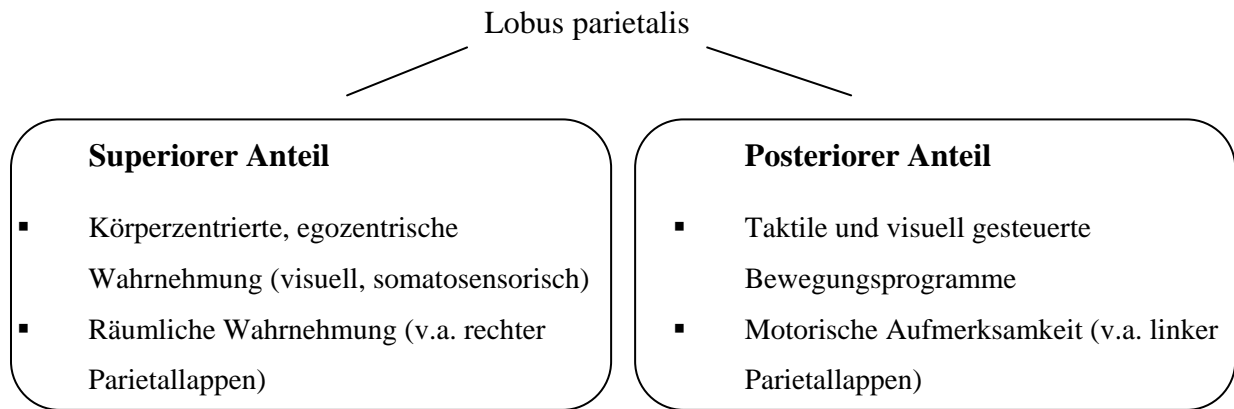 Lobus parietalis
Superiorer Anteil
▪ Körperzentrierte, egozentrische
Wahrnehmung (visuell, somatosensorisch)
▪ Räumliche Wahrnehmung (v.a. rechter
Parietallappen)
Posteriorer Anteil
▪ Taktile und visuell gesteuerte
Bewegungsprogramme
▪ Motorische Aufmerksamkeit (v.a. linker
Parietallappen)